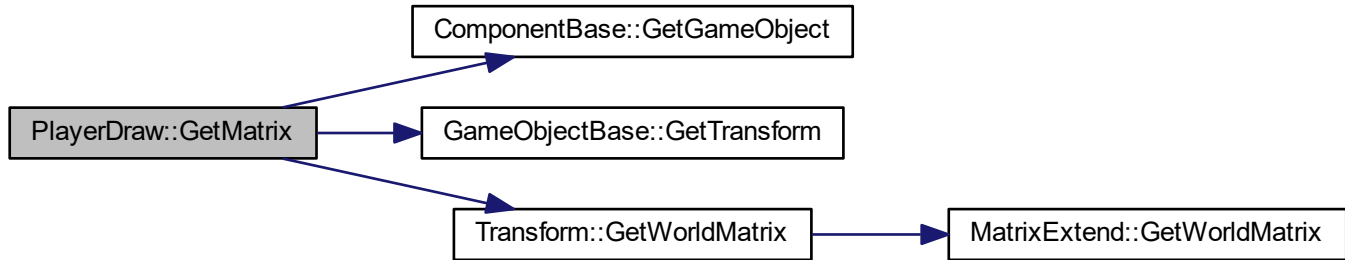 ComponentBase::GetGameObject
PlayerDraw::GetMatrix
GameObjectBase::GetTransform
Transform::GetWorldMatrix
MatrixExtend::GetWorldMatrix